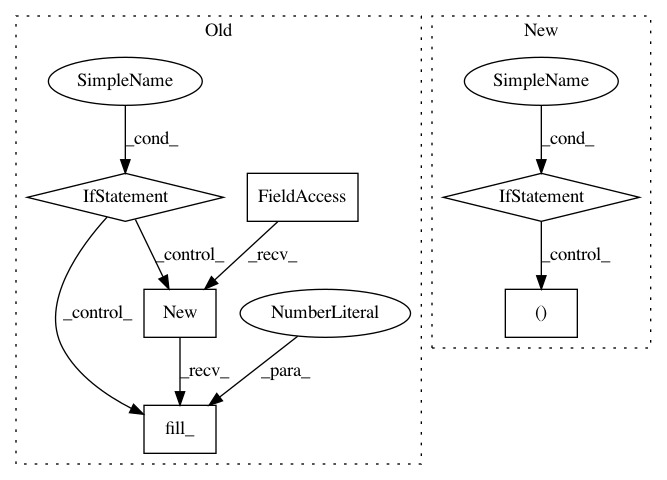 Old
New
SimpleName
SimpleName
_cond_
_cond_
IfStatement
FieldAccess
IfStatement
_control_
_recv_
_control_
_control_
New
NumberLiteral
()
_recv_
_para_
fill_